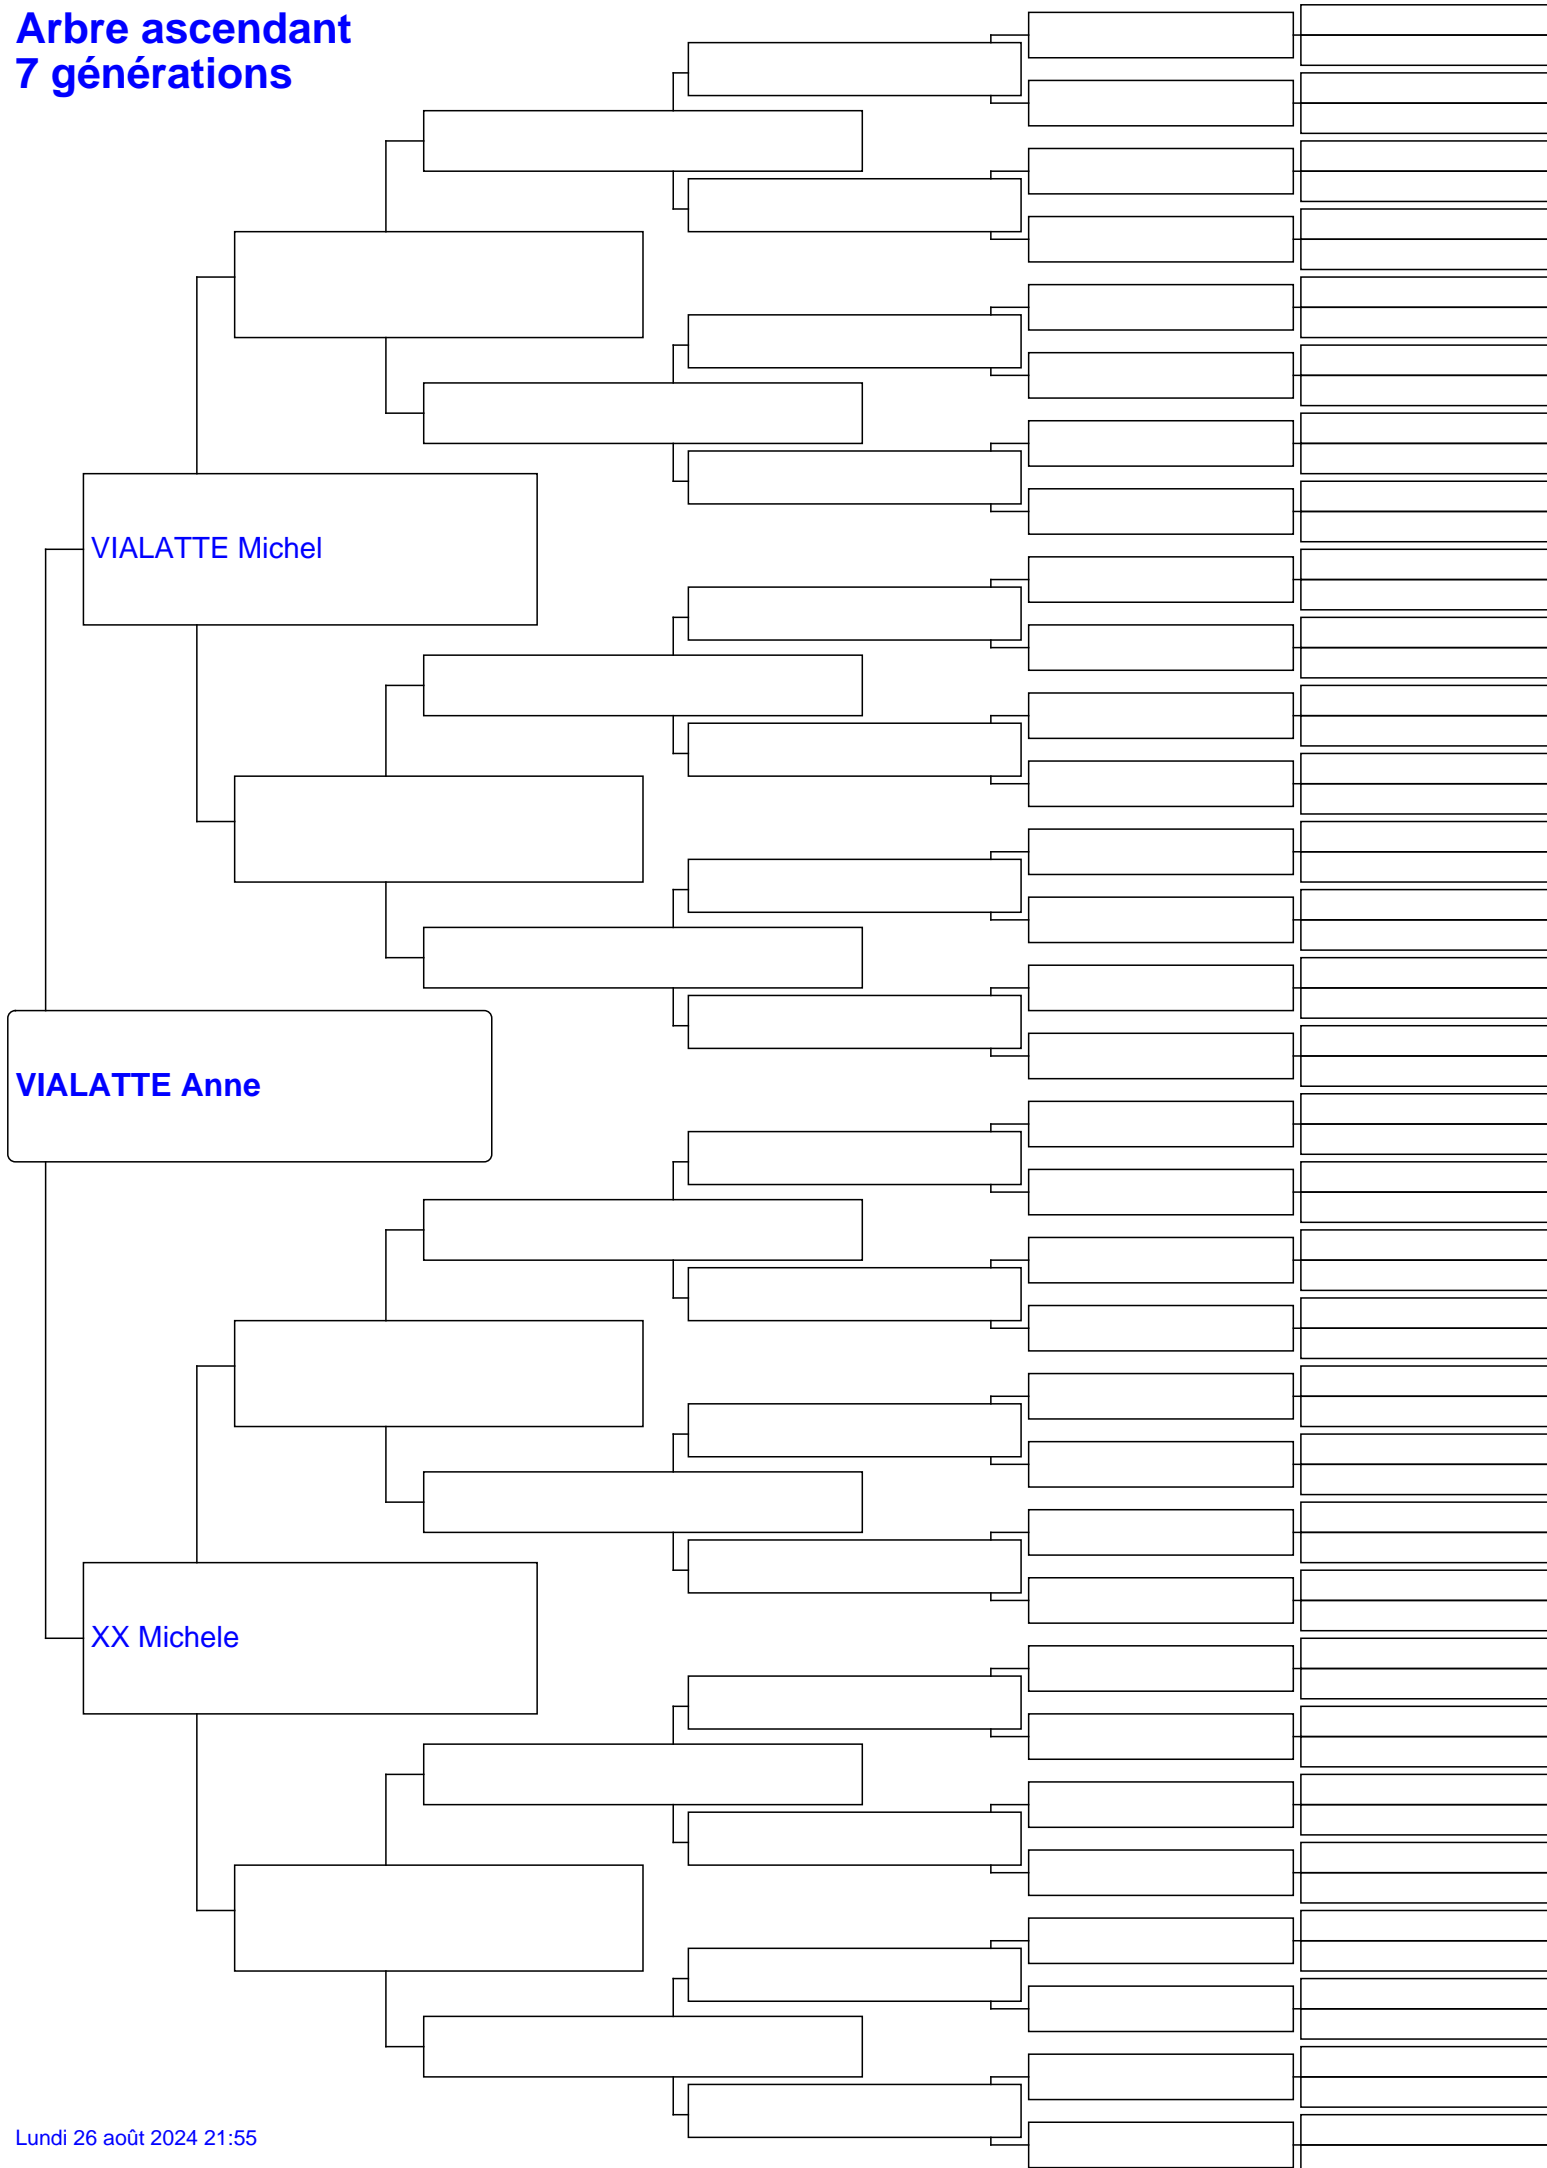 Arbre ascendant
7 générations
VIALATTE Michel
VIALATTE Anne
XX Michele
Lundi 26 août 2024 21:55